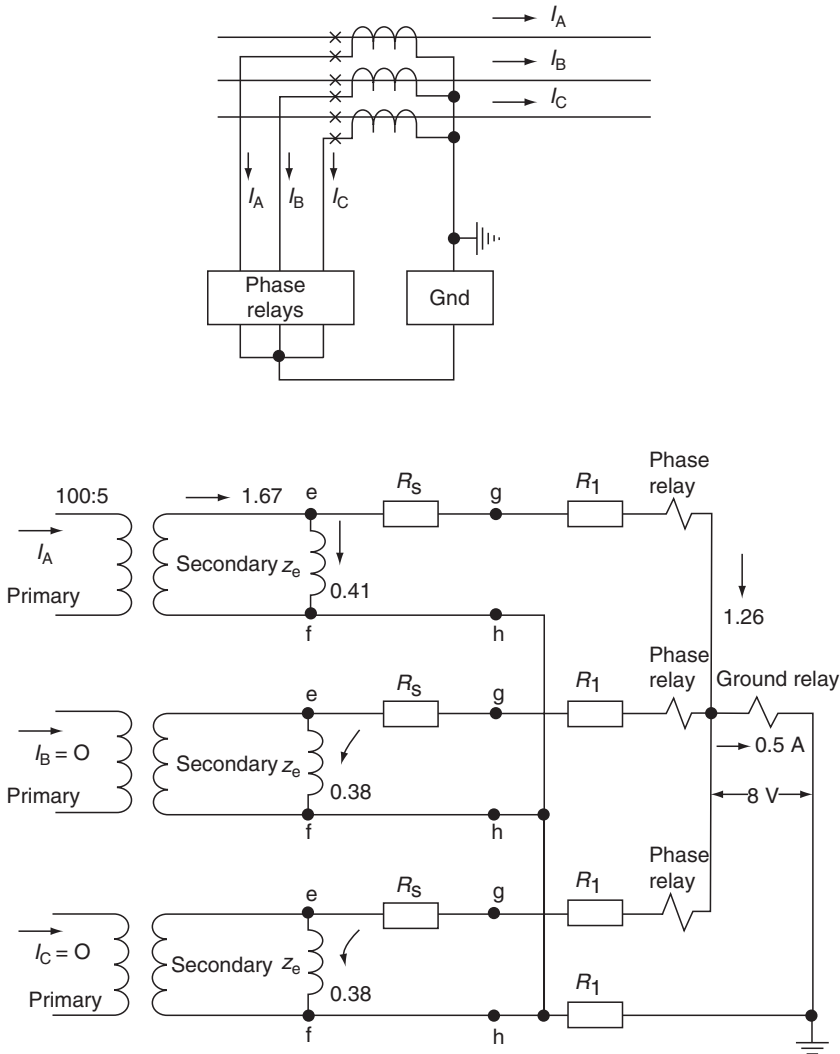 I_A
I_B
I_C
I_A
I_B
I_C
Phase
relays
Gnd
100:5
1.67
e
R_s
g
R_1
Phase
relay
I_A
Secondary
z_e
0.41
Primary
f
h
1.26
e
R_s
g
R_1
Phase
relay
Ground relay
I_B = O
Secondary
z_e
0.5 A
0.38
Primary
f
h
8 V
e
R_s
g
R_1
Phase
relay
I_C = O
Secondary
z_e
0.38
Primary
f
h
R_1